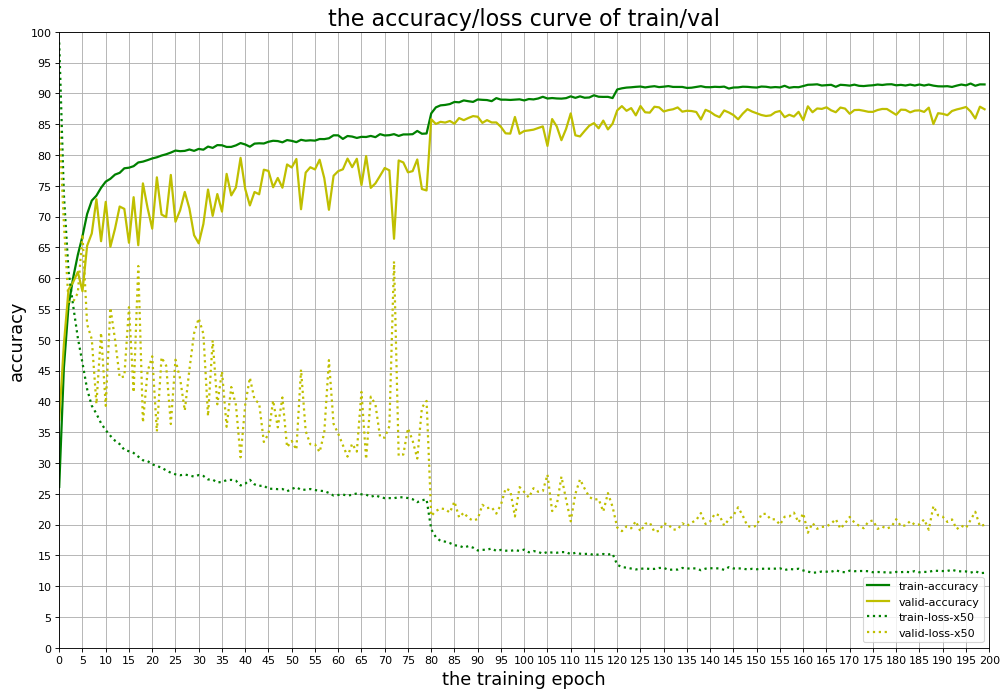 the accuracy/loss curve of train/val
100
95
90
85
80
75
70
65
60
55
50
45
40
35
30
25
20
15
10
5
0
accuracy
train-accuracy
valid-accuracy
train-loss-x50
valid-loss-x50
0 5 10 15 20 25 30 35 40 45 50 55 60 65 70 75 80 85 90 95 100 105 110 115 120 125 130 135 140 145 150 155 160 165 170 175 180 185 190 195 200
the training epoch